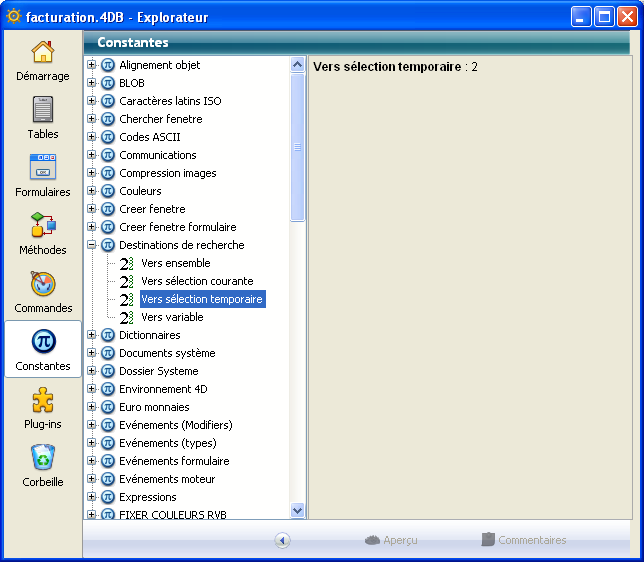 facturation.4DB - Explorateur
Démarrage
Tables
Formulaires
Méthodes
Commandes
Constantes
Plug-ins
Corbeille
Constantes
Alignement objet
BLOB
Caractères latins ISO
Chercher fenetre
Codes ASCII
Communications
Compression images
Couleurs
Creer fenetre
Creer fenetre formulaire
Destinations de recherche
Vers ensemble
Vers sélection courante
Vers sélection temporaire
Vers variable
Dictionnaires
Documents système
Dossier Systeme
Environnement 4D
Euro monnaies
Evénements (Modifiers)
Evénements (types)
Evénements formulaire
Evénements moteur
Expressions
FIXER COULEURS RVB
Vers sélection temporaire : 2
Aperçu
Commentaires